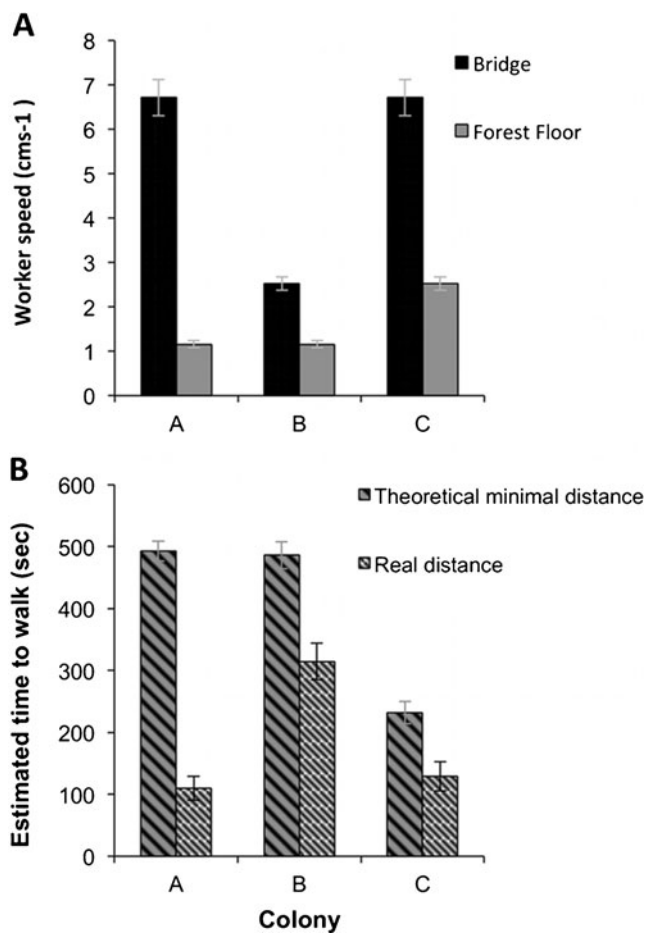 A
Worker speed (cms-1 )
8
7
6
5
4
3
2
1
0
Bridge
Forest Floor
A B C
B
Estimated time to walk (sec)
600
500
400
300
200
100
0
Theoretical minimal distance
Real distance
A B C
Colony